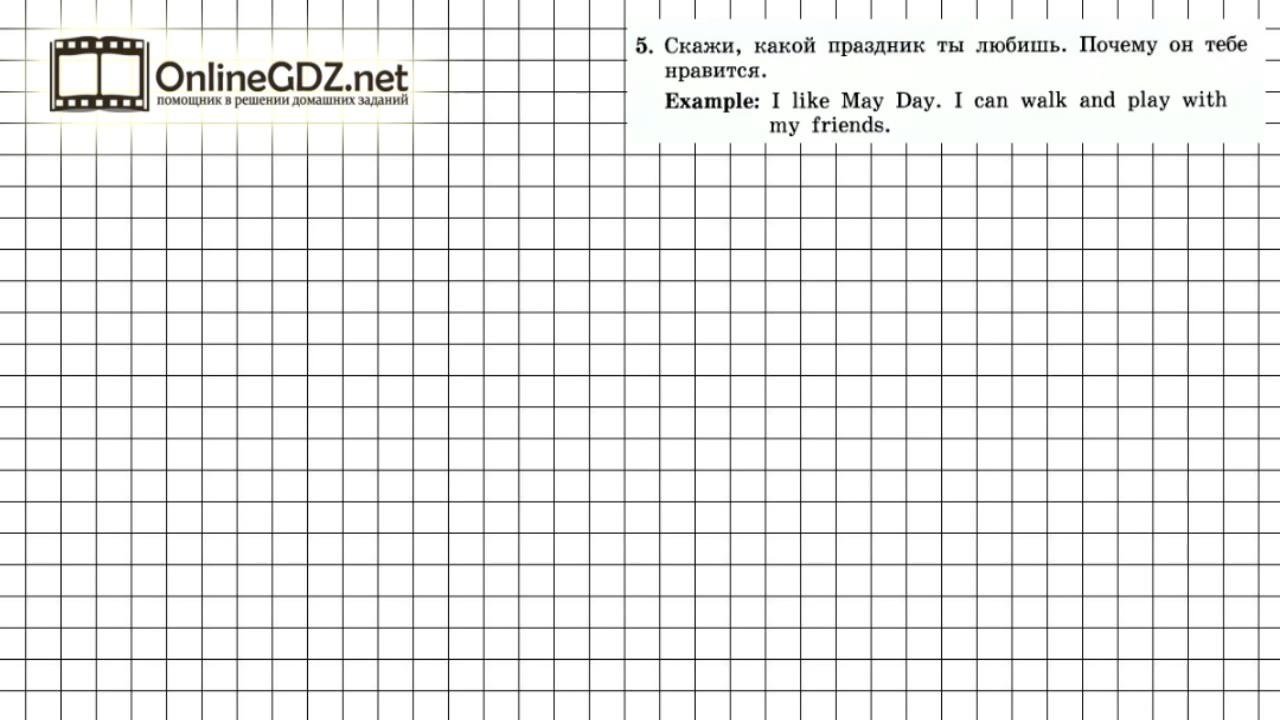 OnlineGDZ.net
помощник в решении домашних заданий
5. Скажи, какой праздник ты любишь. Почему он тебе
нравится.
Example: I like May Day. I can walk and play with
my friends.